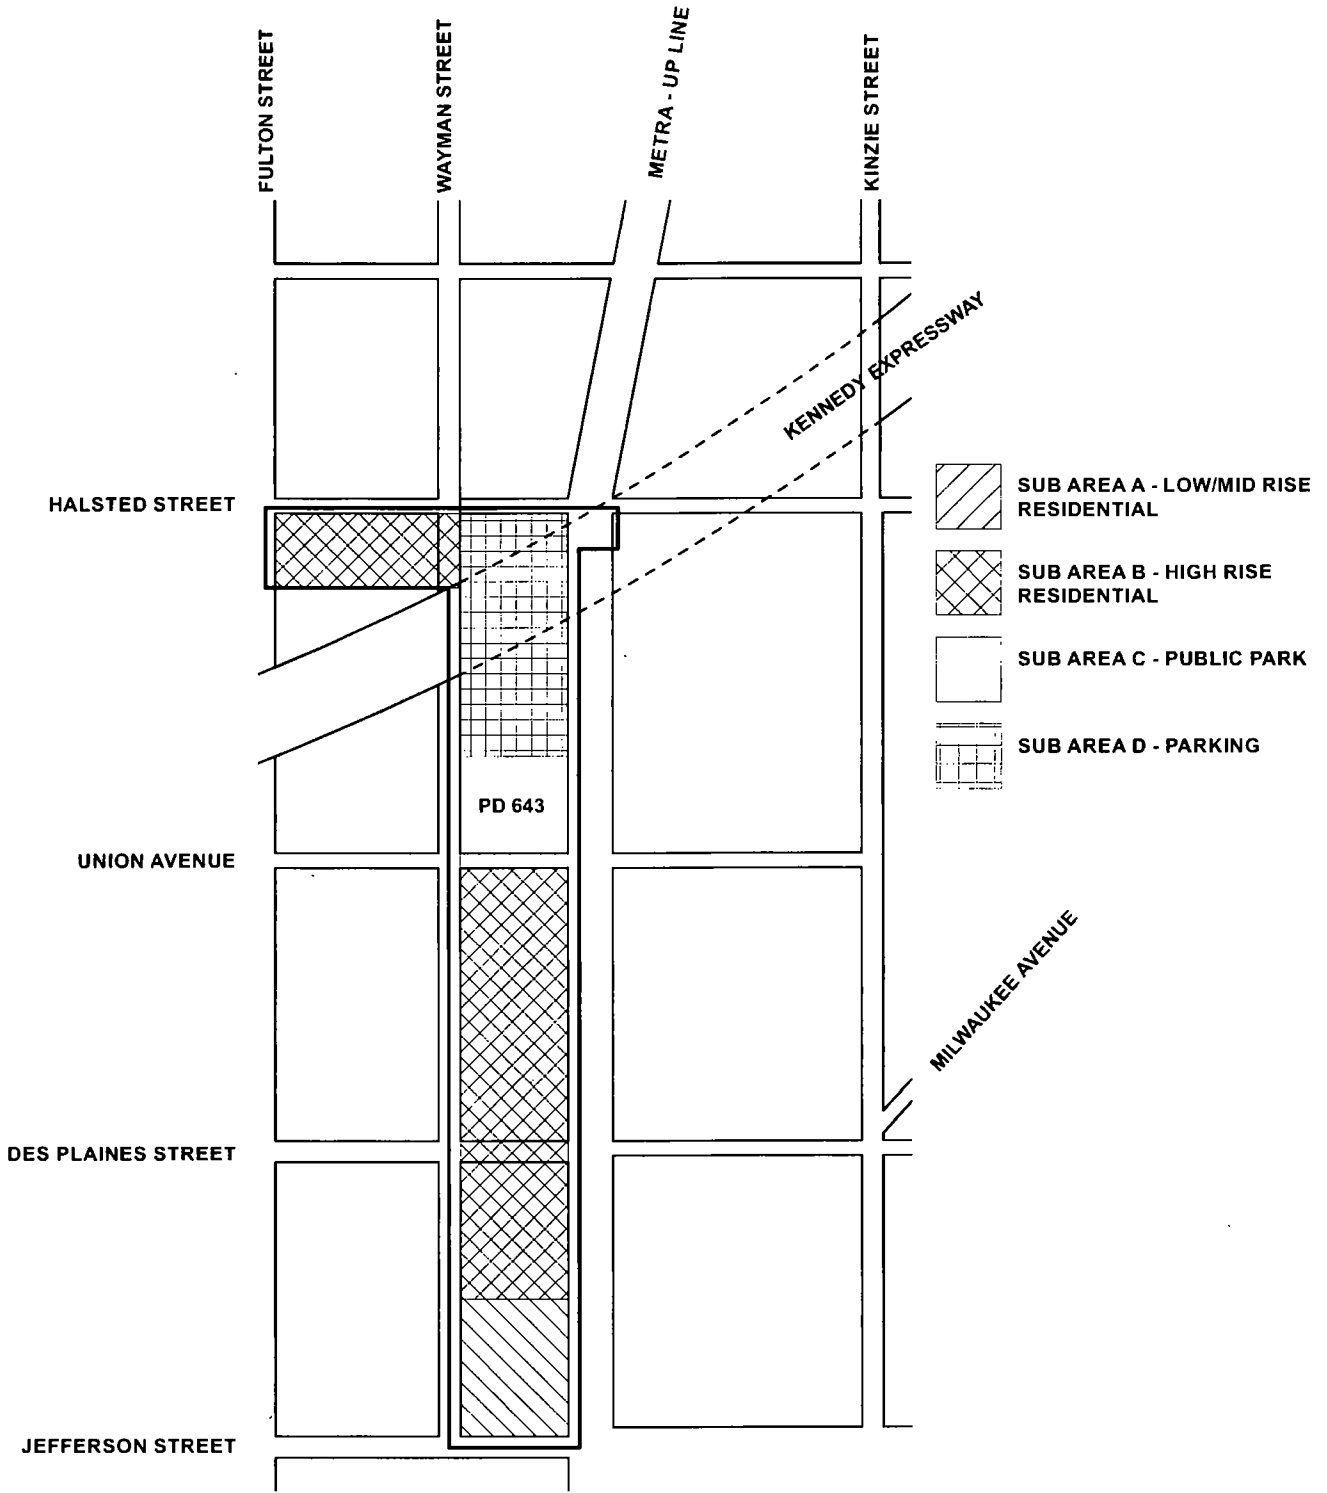 FULTON STREET
WAYMAN STREET
METRA - UP LINE
KINZIE STREET
KENNEDY EXPRESSWAY
HALSTED STREET
SUB AREA A - LOW/MID RISE
RESIDENTIAL
SUB AREA B - HIGH RISE
RESIDENTIAL
SUB AREA C - PUBLIC PARK
SUB AREA D - PARKING
PD 643
UNION AVENUE
MILWAUKEE AVENUE
DES PLAINES STREET
JEFFERSON STREET